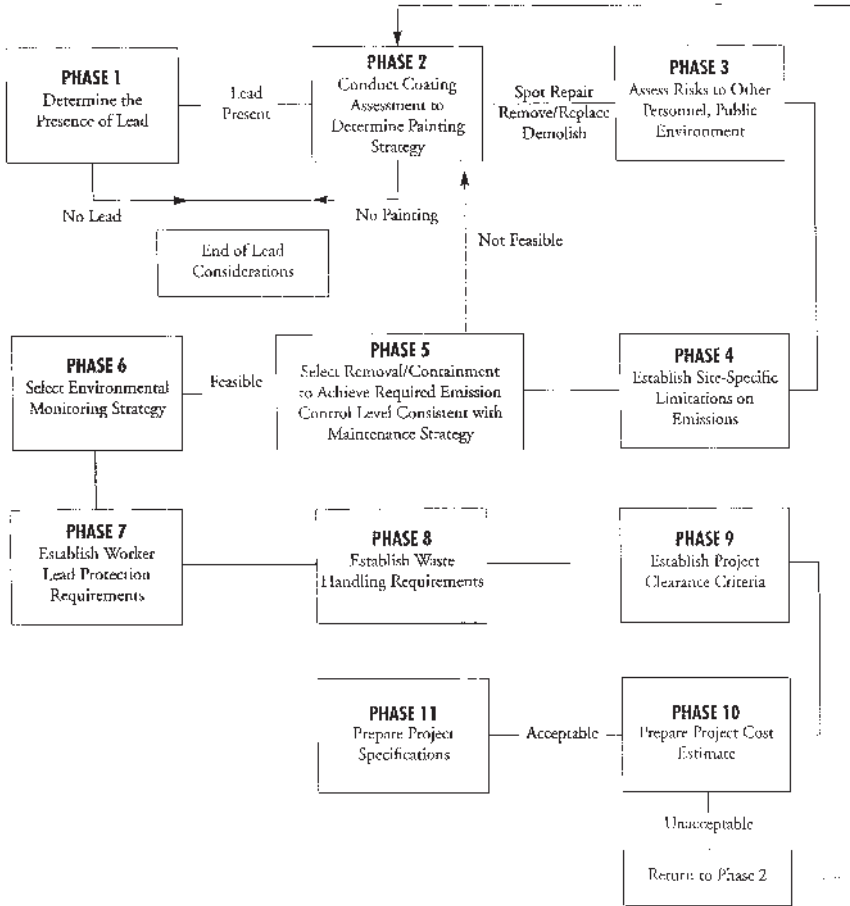 PHASE 1
Determine the
Presence of Lead
Lead
Present
PHASE 2
Conduct Coating
Assessment to
Determine Painting
Strategy
Spot Repair
Remove/Replace
Demolish
PHASE 3
Assess Risks to Other
Personnel, Public
Environment
No Lead
No Painting
End of Lead
Considerations
Not Feasible
PHASE 6
Select Environmental
Monitoring Strategy
Feasible
PHASE 5
Select Removal/Containment
to Achieve Required Emission
Control Level Consistent with
Maintenance Strategy
PHASE 4
Establish Site-Specific
Limitations on
Emissions
PHASE 7
Establish Worker
Lead Protection
Requirements
PHASE 8
Establish Waste
Handling Requirements
PHASE 9
Establish Project
Clearance Criteria
PHASE 11
Prepare Project
Specifications
Acceptable
PHASE 10
Prepare Project Cost
Estimate
Unacceptable
Return to Phase 2